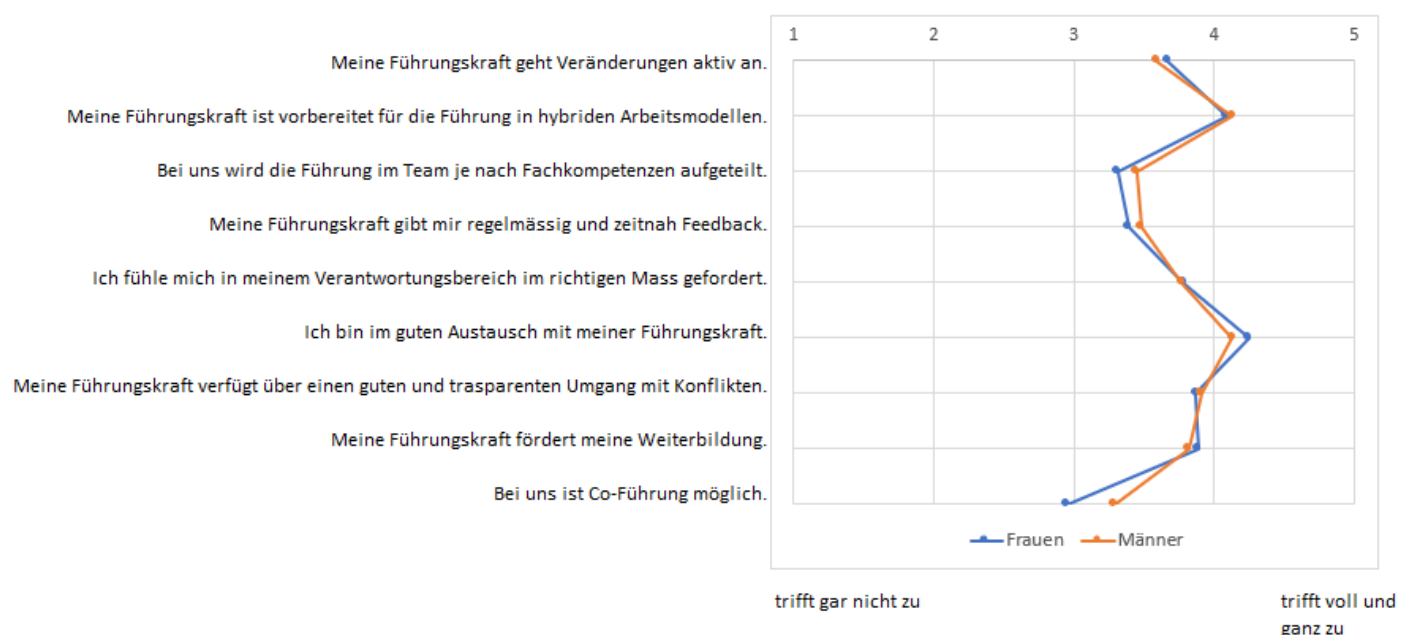 1 2 3 4 5
Meine Führungskraft geht Veränderungen aktiv an.
Meine Führungskraft ist vorbereitet für die Führung in hybriden Arbeitsmodellen.
Bei uns wird die Führung im Team je nach Fachkompetenzen aufgeteilt.
Meine Führungskraft gibt mir regelmässig und zeitnah Feedback.
Ich fühle mich in meinem Verantwortungsbereich im richtigen Mass gefordert.
Ich bin im guten Austausch mit meiner Führungskraft.
Meine Führungskraft verfügt über einen guten und trasparenten Umgang mit Konflikten.
Meine Führungskraft fördert meine Weiterbildung.
Bei uns ist Co-Führung möglich.
Frauen Männer
trifft gar nicht zu
trifft voll und
ganz zu